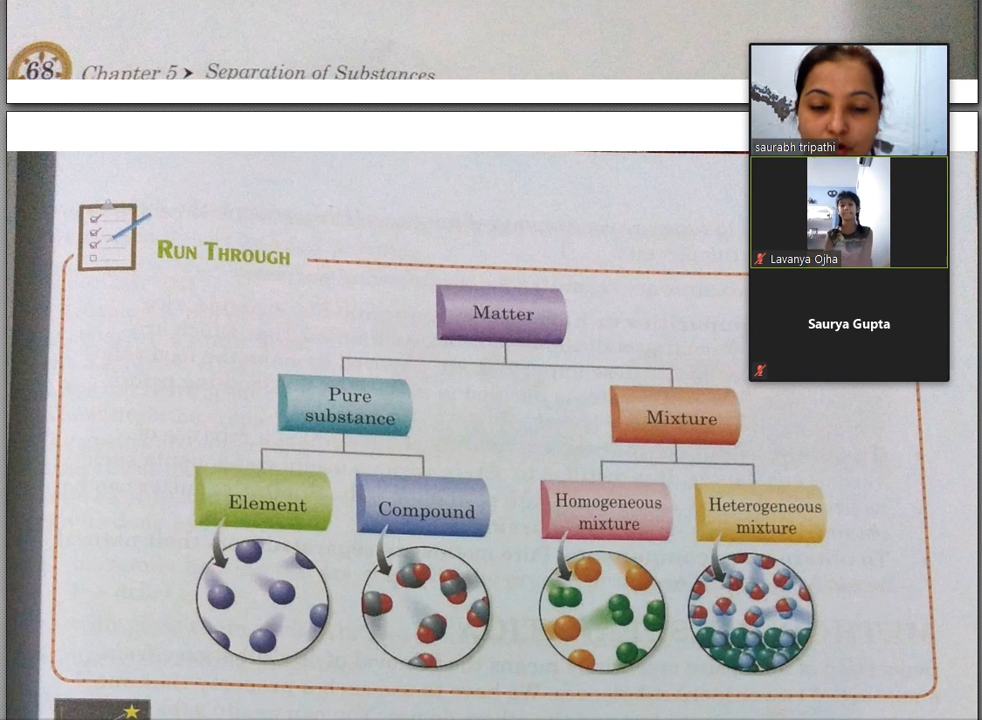 68 Chapter 5 > Separation of Substances
saurabh tripathi
Lavanya Ojha
Saurya Gupta
RUN THROUGH
Matter
Pure
substance
Mixture
Element
Compound
Homogeneous
mixture
Heterogeneous
mixture